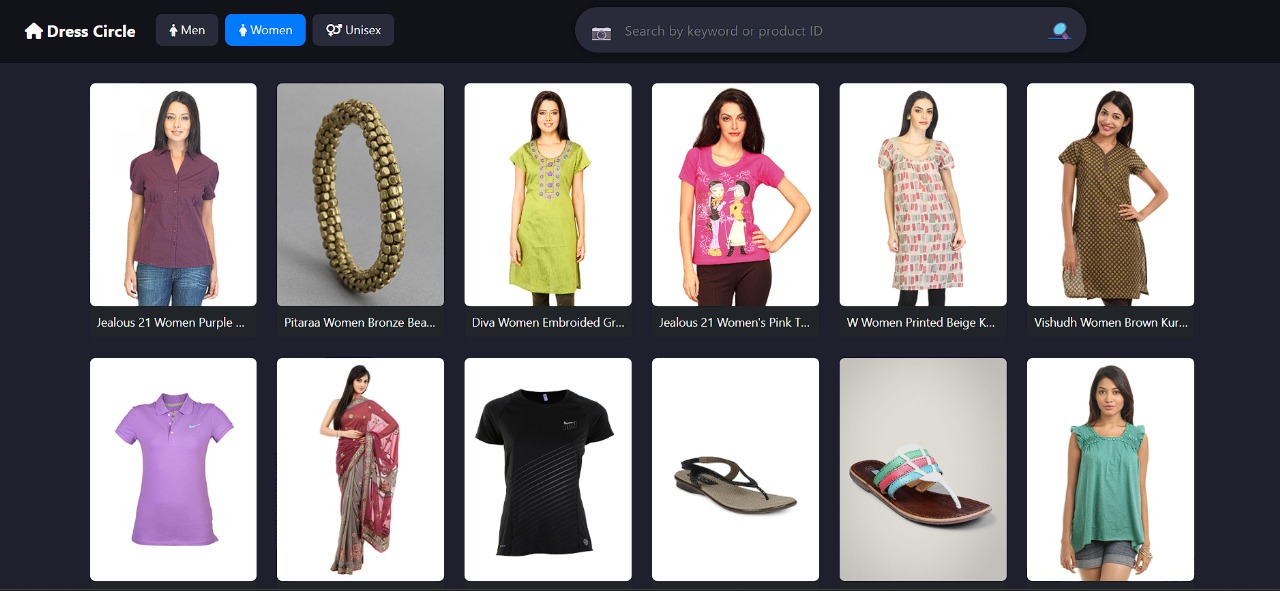 Dress Circle
Men
Women
Unisex
Search by keyword or product ID
Jealous 21 Women Purple ...
Pitaraa Women Bronze Bea...
Diva Women Embroided Gr...
Jealous 21 Women's Pink T...
W Women Printed Beige K...
Vishudh Women Brown Kur...